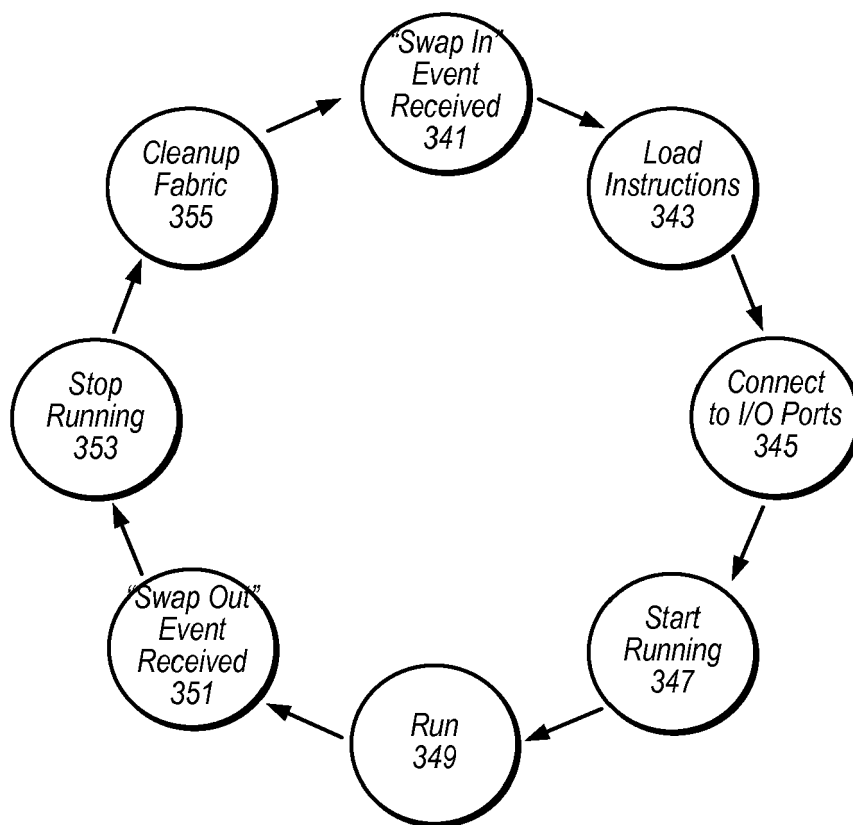 “Swap In”
Event
Received
341
Load
Instructions
343
Connect
to I/O Ports
345
Start
Running
347
Run
349
“Swap Out”
Event
Received
351
Stop
Running
353
Cleanup
Fabric
355